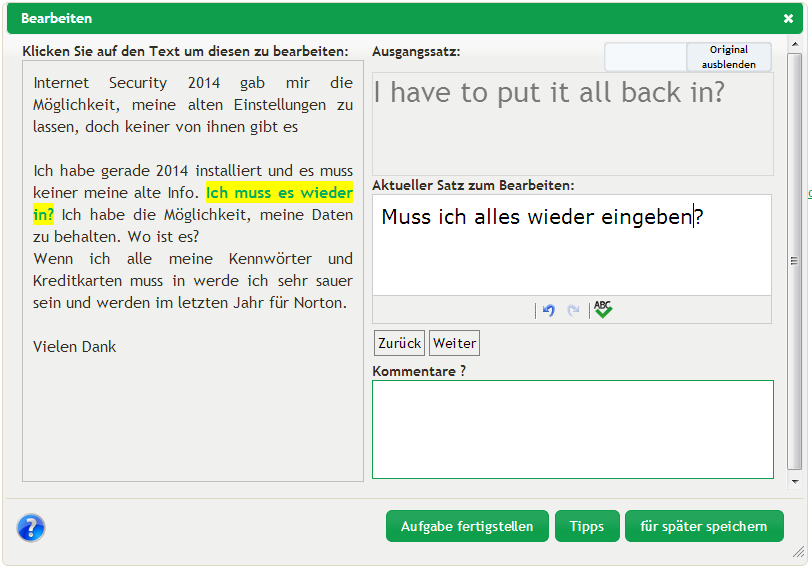 Bearbeiten
Klicken Sie auf den Text um diesen zu bearbeiten:
Internet Security 2014 gab mir die
Möglichkeit, meine alten Einstellungen zu
lassen, doch keiner von ihnen gibt es
Ich habe gerade 2014 installiert und es muss
keiner meine alte Info. Ich muss es wieder
in? Ich habe die Möglichkeit, meine Daten
zu behalten. Wo ist es?
Wenn ich alle meine Kennwörter und
Kreditkarten muss in werde ich sehr sauer
sein und werden im letzten Jahr für Norton.
Vielen Dank
Ausgangssatz:
Original
ausblenden
I have to put it all back in?
Aktueller Satz zum Bearbeiten:
Muss ich alles wieder eingeben?
ABC
Zurück Weiter
Kommentare ?
Aufgabe fertigstellen Tipps für später speichern